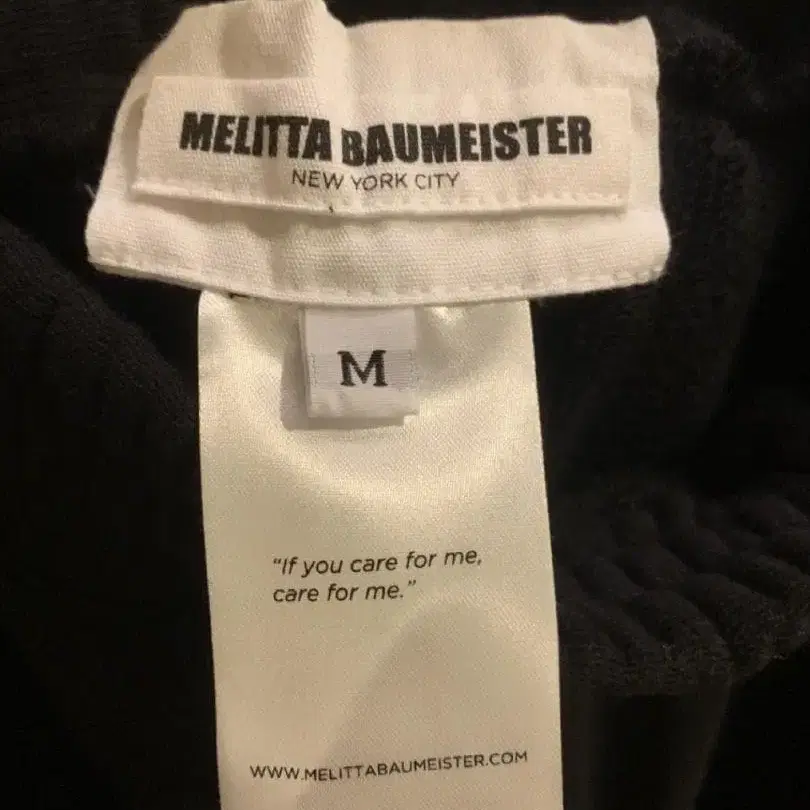 MELITTA BAUMEISTER
NEW YORK CITY
M
"If you care for me,
care for me."
WWW.MELITTABAUMEISTER.COM